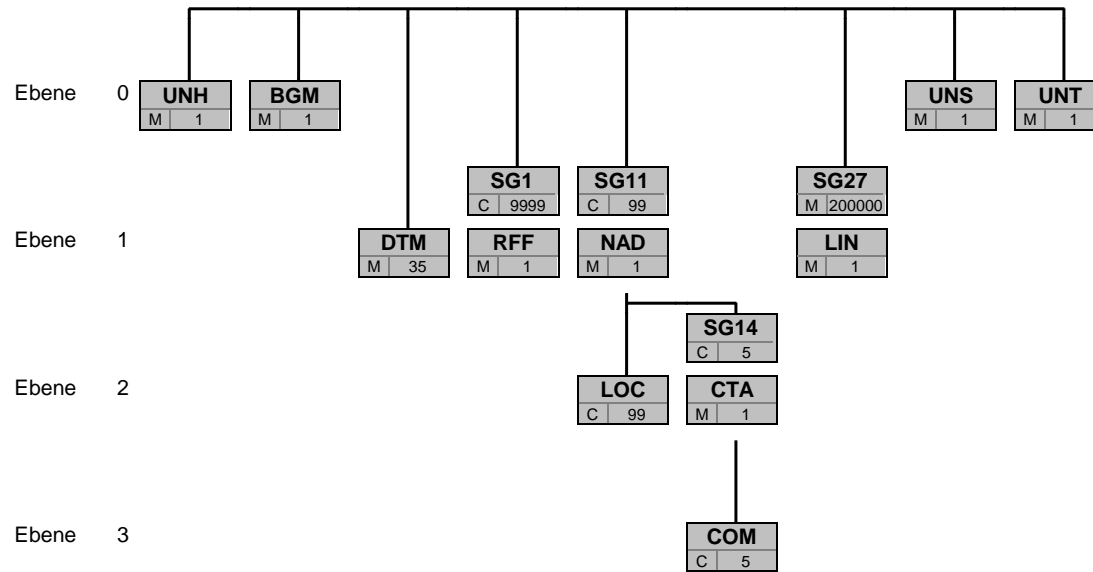 Ebene 0 UNH BGM UNS UNT
M 1 M 1 M 1 M 1
SG1 SG11 SG27
C 9999 C 99 M 200000
Ebene 1 DTM RFF NAD LIN
M 35 M 1 M 1 M 1
SG14
C 5
Ebene 2 LOC CTA
C 99 M 1
Ebene 3 COM
C 5